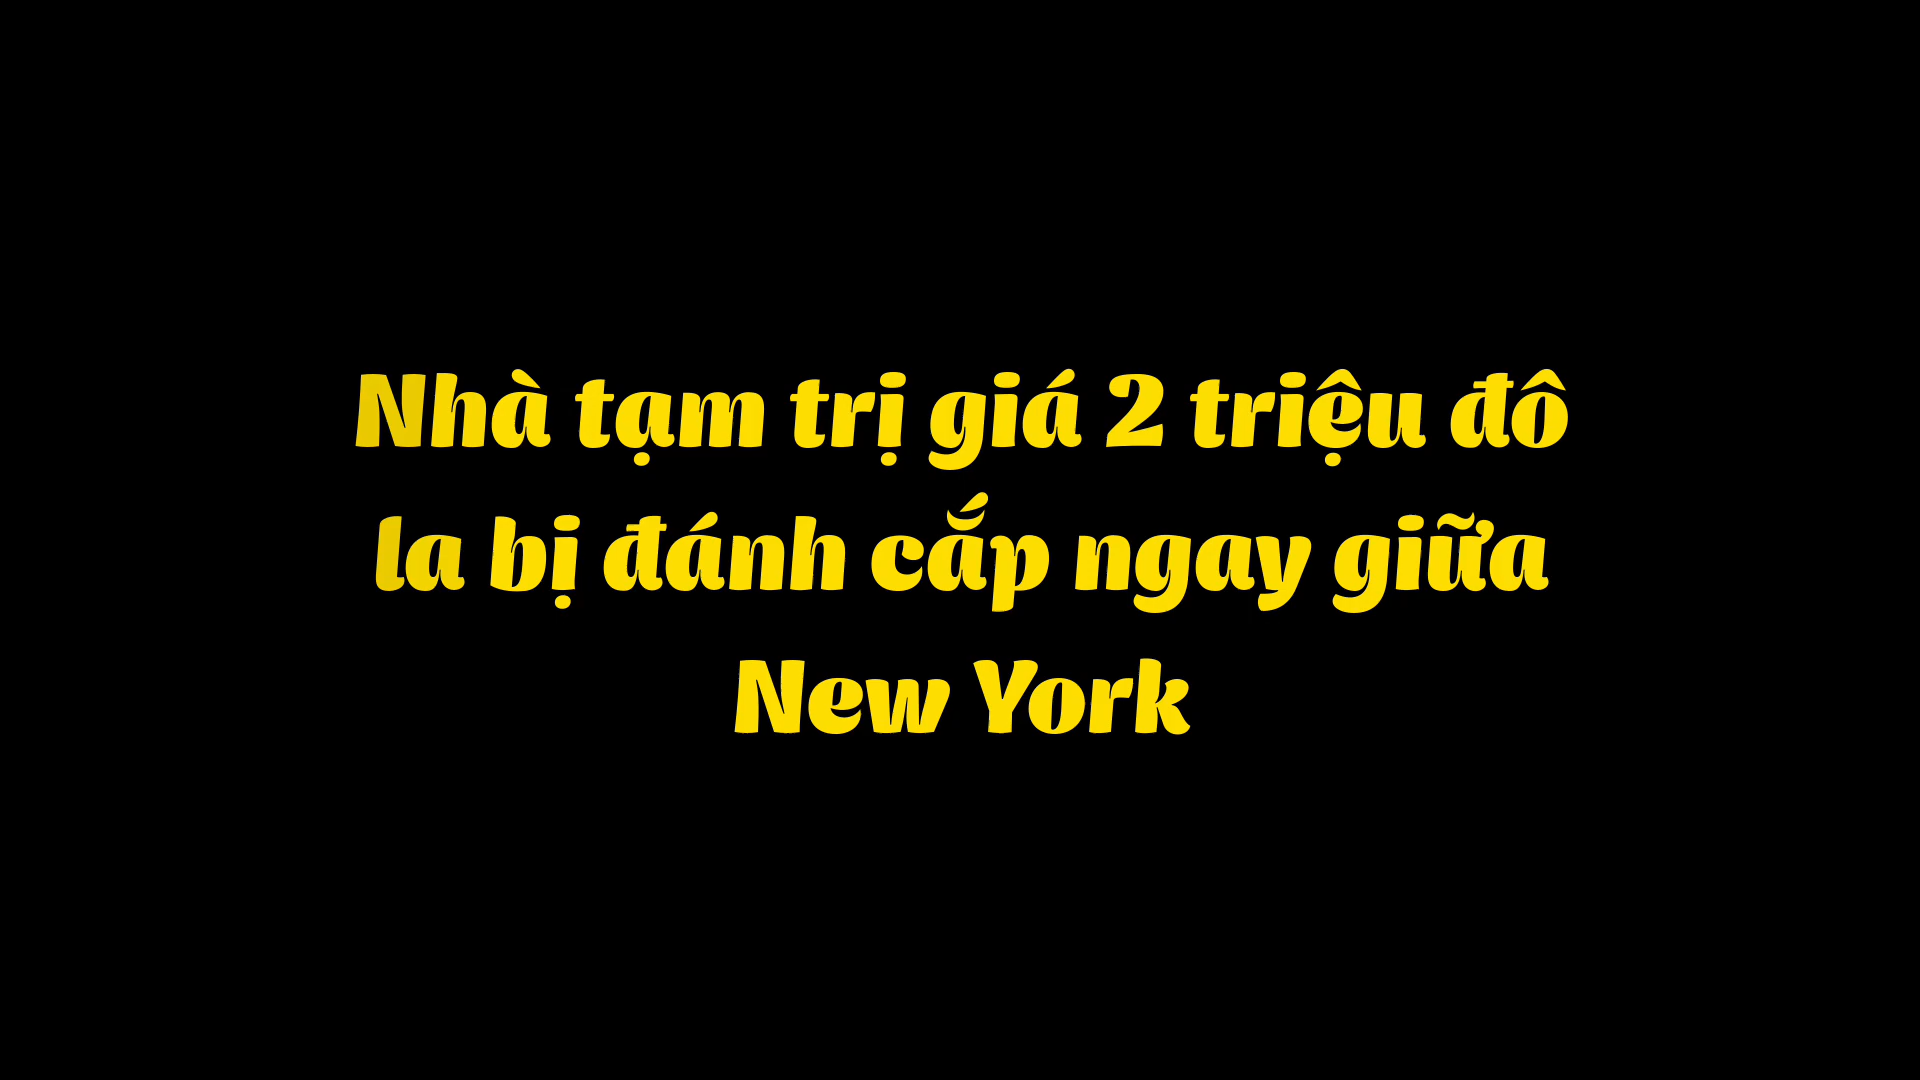 Nhà tạm trị giá 2 triệu đô
la bị đánh cắp ngay giữa
New York